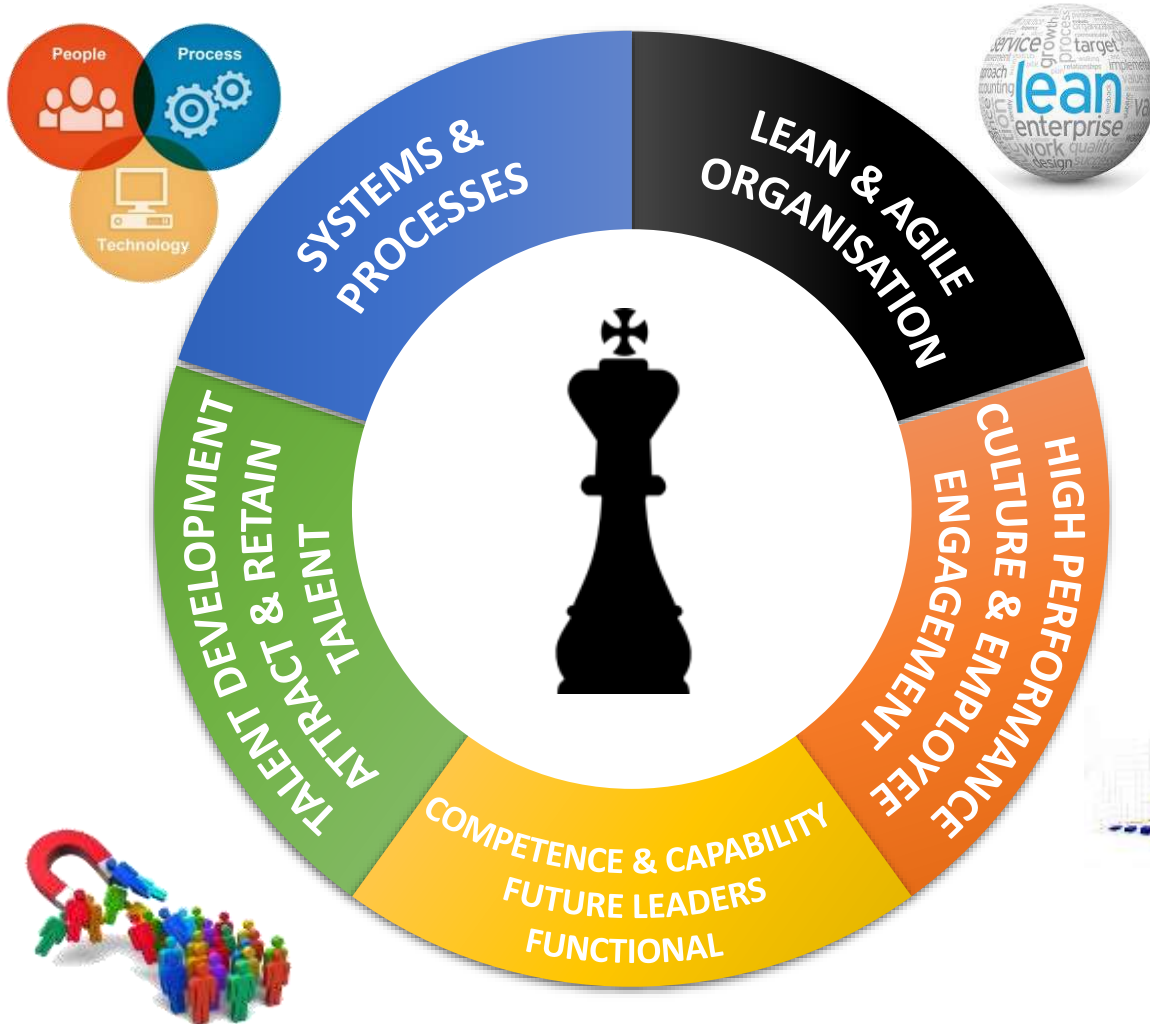 People
Process
Technology
SYSTEMS &
PROCESSES
LEAN & AGILE
ORGANISATION
service
growth
process
target
lean
enterprise
work quality
design
HIGH PERFORMANCE
CULTURE & EMPLOYEE
ENGAGEMENT
COMPETENCE & CAPABILITY
FUTURE LEADERS
FUNCTIONAL
TALENT DEVELOPMENT
ATTRACT & RETAIN
TALENT